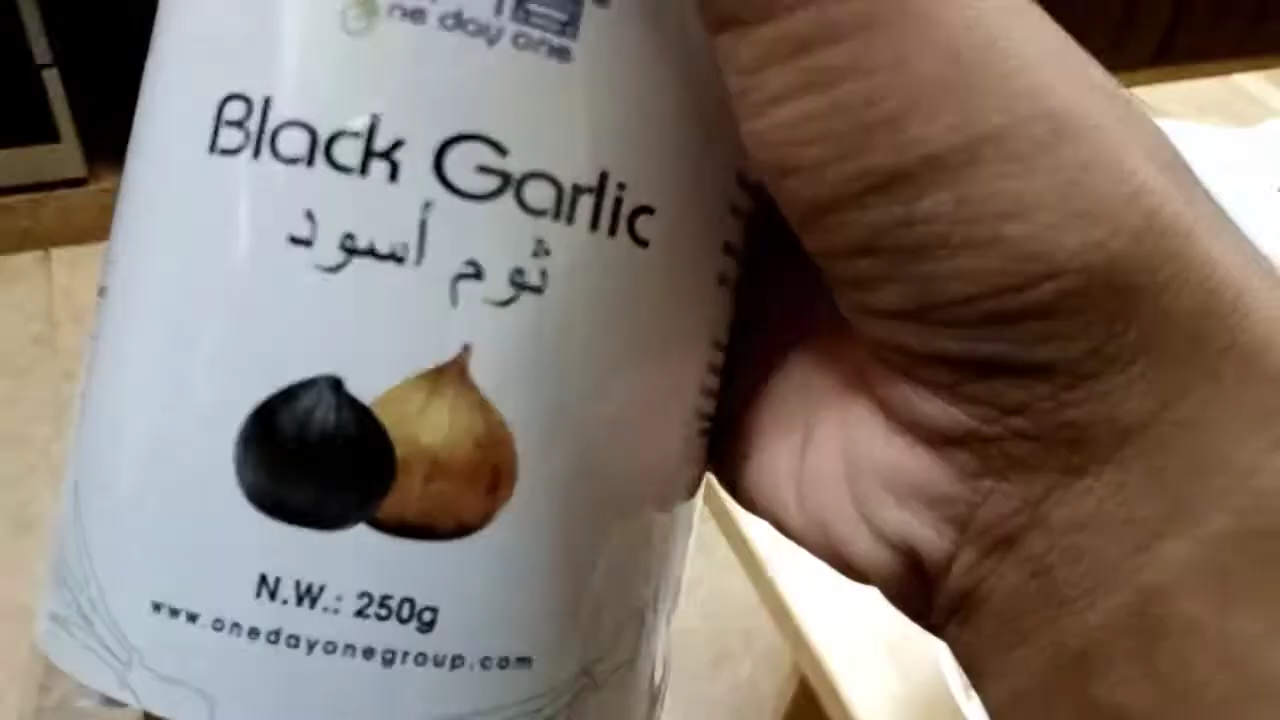 ne day one
Black Garlic
ثوم أسود
N.W.: 250g
www.onedayonegroup.com